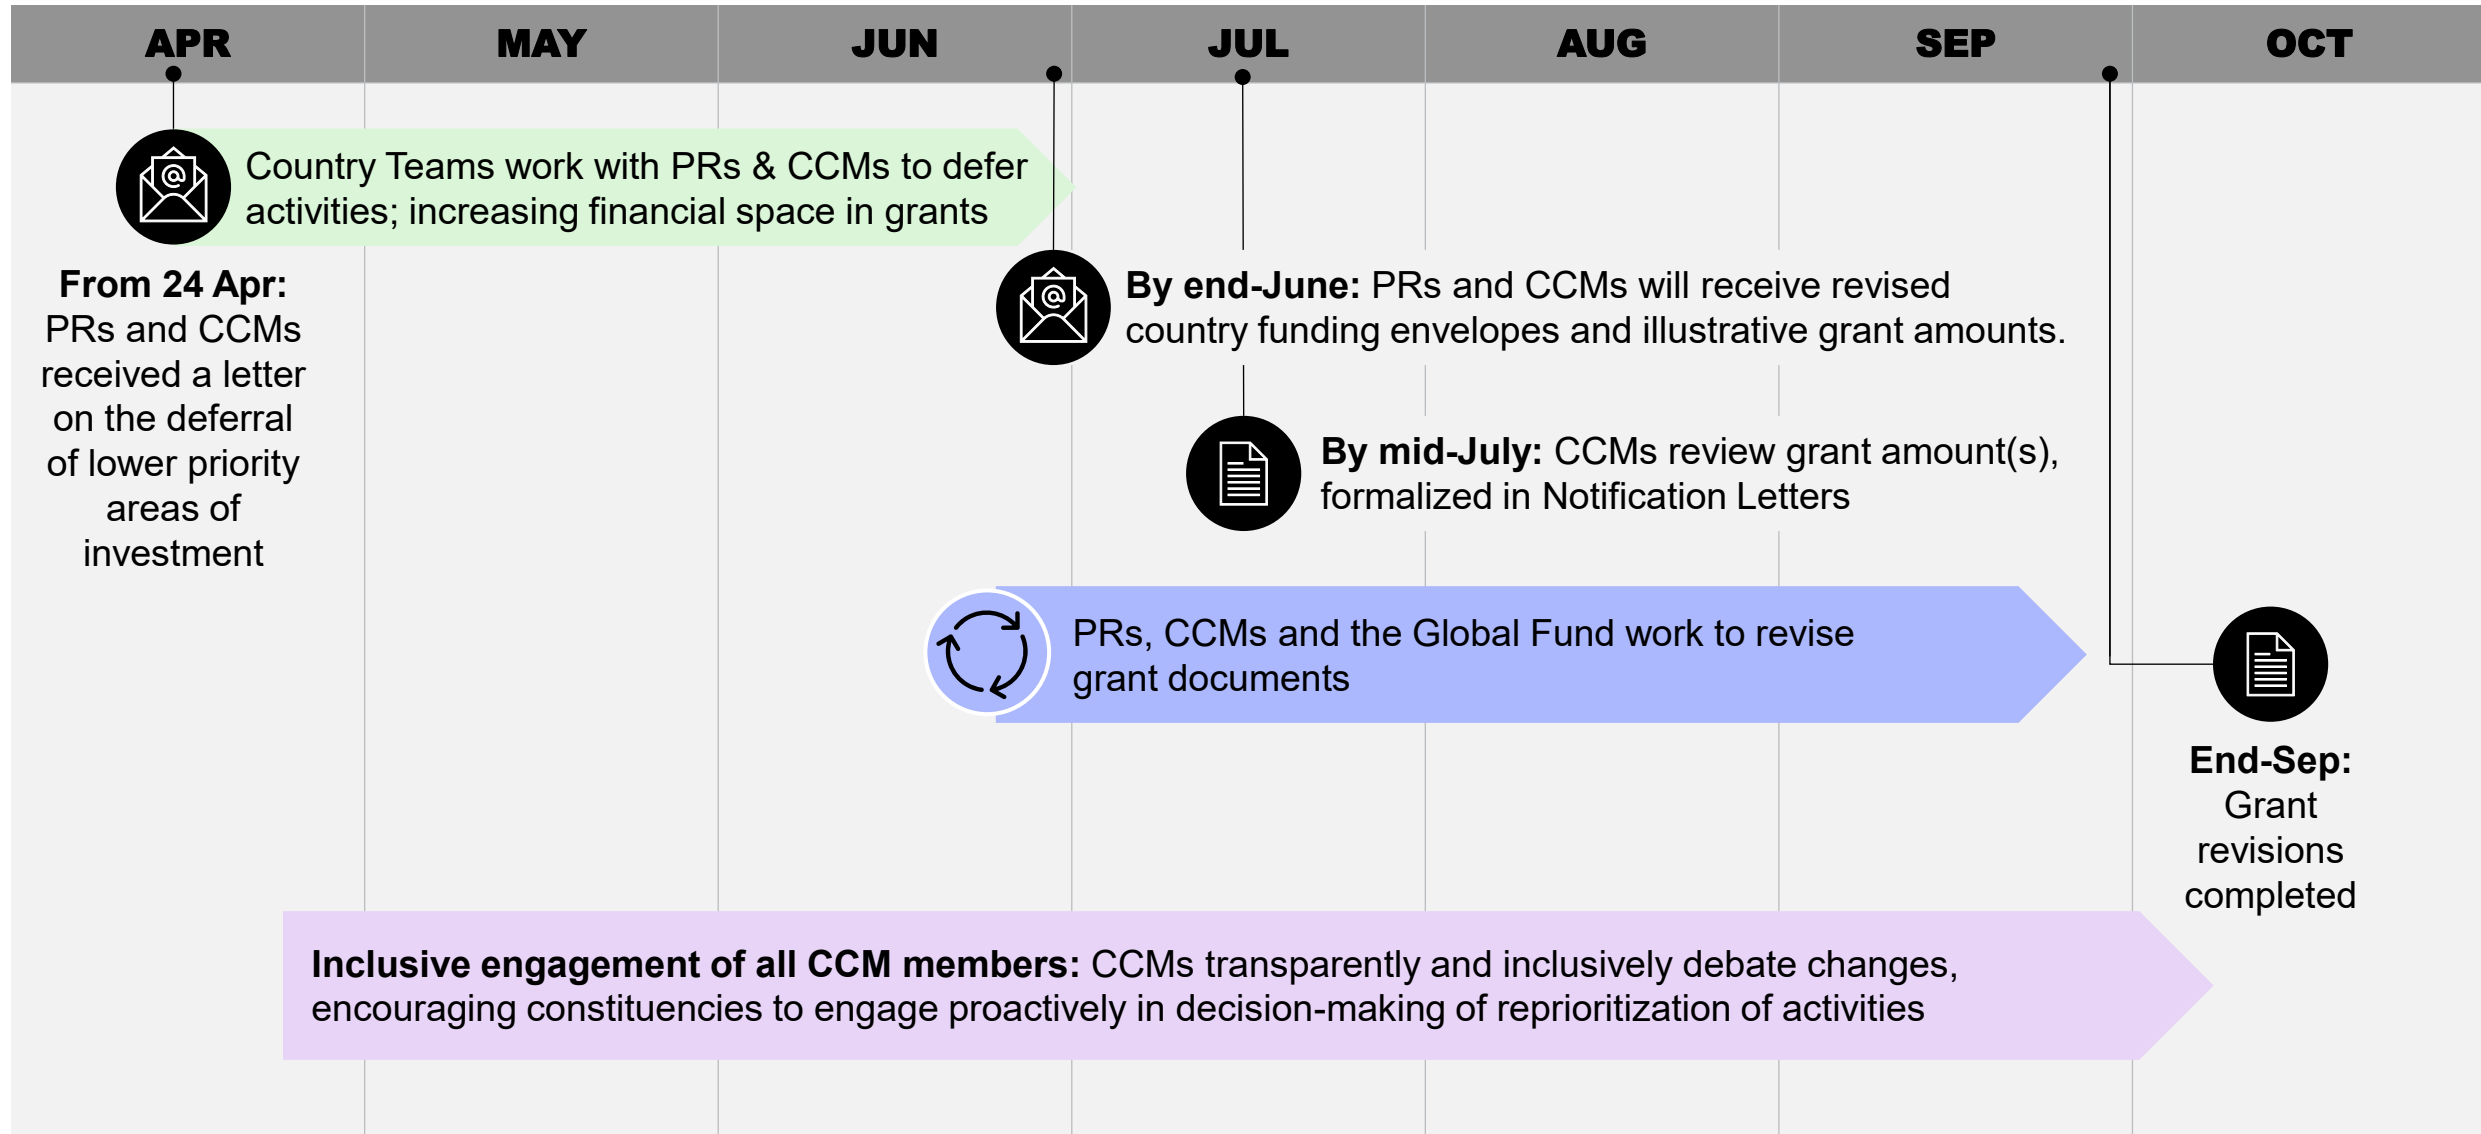 APR MAY JUN JUL AUG SEP OCT
Country Teams work with PRs & CCMs to defer
activities; increasing financial space in grants
From 24 Apr:
PRs and CCMs
received a letter
on the deferral
of lower priority
areas of
investment
By end-June: PRs and CCMs will receive revised
country funding envelopes and illustrative grant amounts.
By mid-July: CCMs review grant amount(s),
formalized in Notification Letters
PRs, CCMs and the Global Fund work to revise
grant documents
End-Sep:
Grant
revisions
completed
Inclusive engagement of all CCM members: CCMs transparently and inclusively debate changes,
encouraging constituencies to engage proactively in decision-making of reprioritization of activities